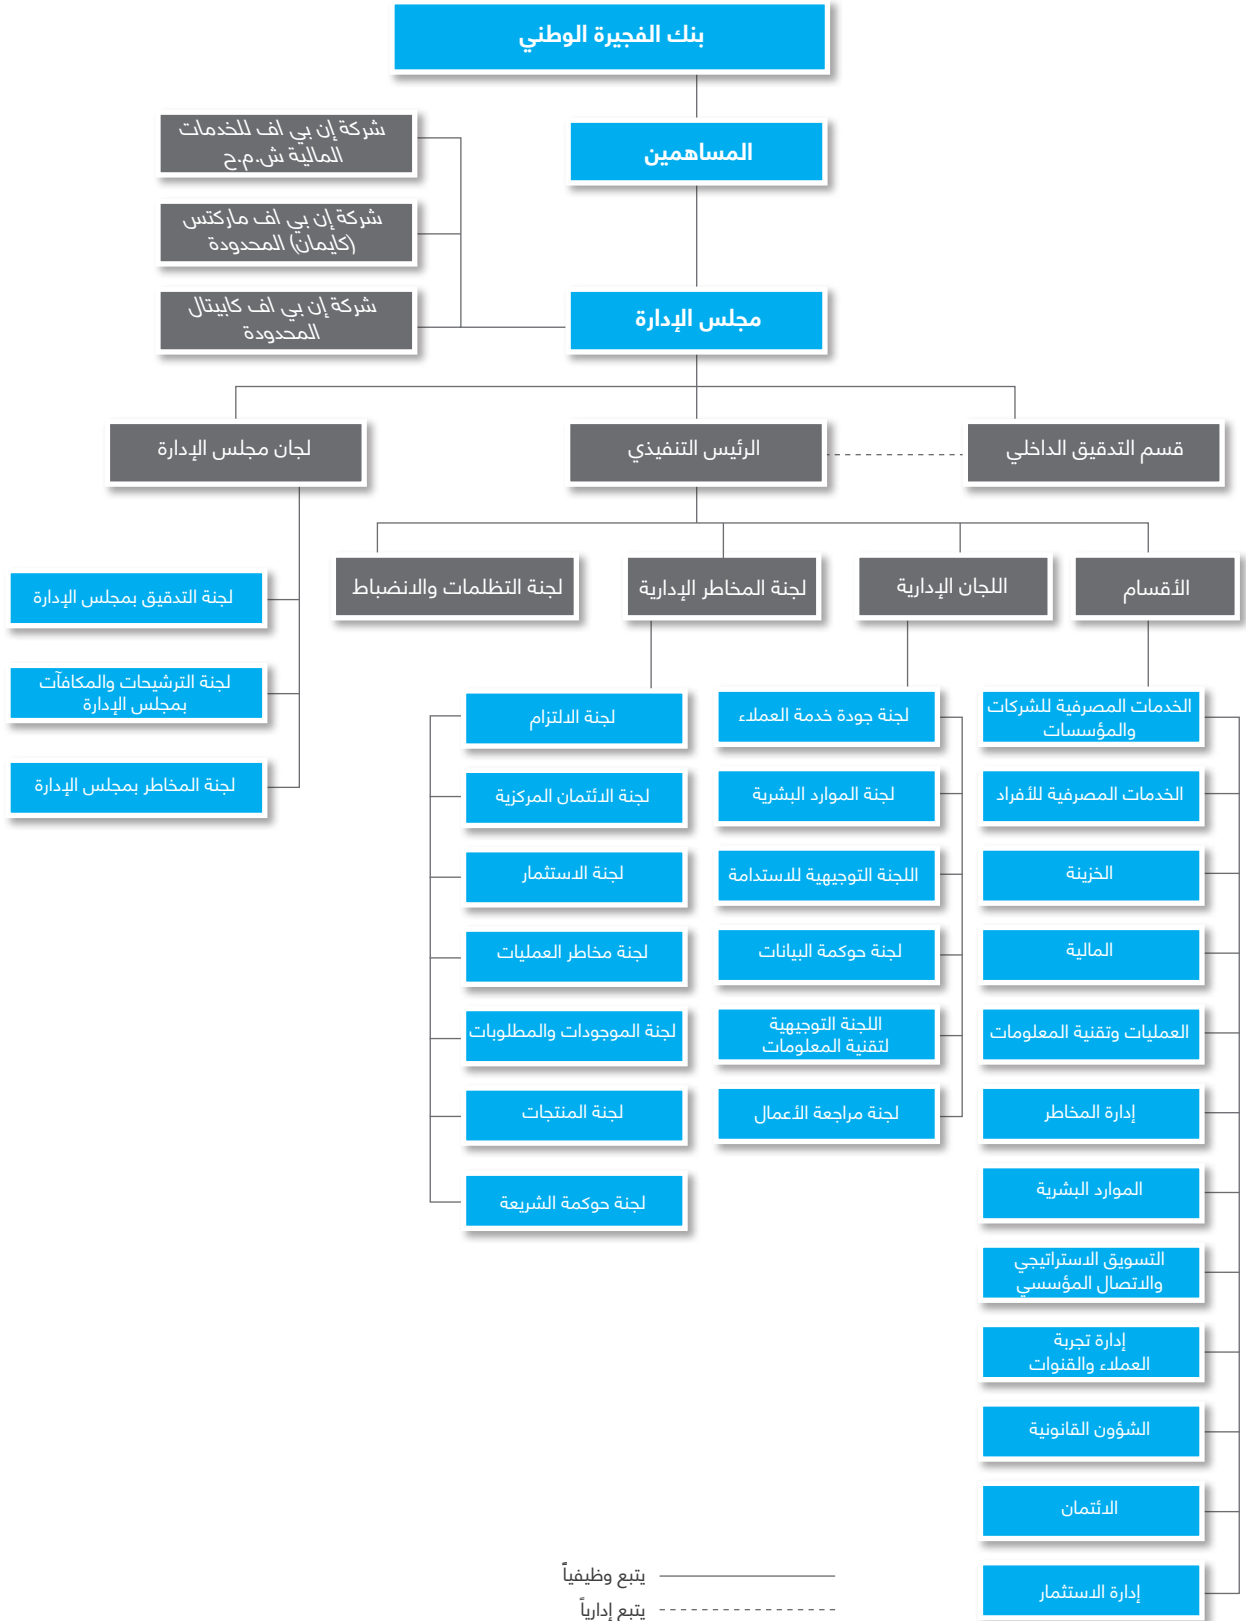 بنك الفجيرة الوطني
المساهمين
شركة إن بي اف للخدمات
المالية ش.م.ح
شركة إن بي اف ماركتس
(كايمان) المحدودة
شركة إن بي اف كابيتال
المحدودة
مجلس الإدارة
قسم التدقيق الداخلي
الرئيس التنفيذي
لجان مجلس الإدارة
الأقسام
اللجان الإدارية
لجنة المخاطر الإدارية
لجنة التظلمات والانضباط
لجنة التدقيق بمجلس الإدارة
لجنة الترشيحات والمكافآت
بمجلس الإدارة
لجنة المخاطر بمجلس الإدارة
الخدمات المصرفية للشركات
والمؤسسات
الخدمات المصرفية للأفراد
الخزينة
المالية
العمليات وتقنية المعلومات
إدارة المخاطر
الموارد البشرية
التسويق الاستراتيجي
والاتصال المؤسسي
إدارة تجربة
العملاء والقنوات
الشؤون القانونية
الائتمان
إدارة الاستثمار
لجنة جودة خدمة العملاء
لجنة الموارد البشرية
اللجنة التوجيهية للاستدامة
لجنة حوكمة البيانات
اللجنة التوجيهية
لتقنية المعلومات
لجنة مراجعة الأعمال
لجنة الالتزام
لجنة الائتمان المركزية
لجنة الاستثمار
لجنة مخاطر العمليات
لجنة الموجودات والمطلوبات
لجنة المنتجات
لجنة حوكمة الشريعة
يتبع وظيفياً
يتبع إدارياً